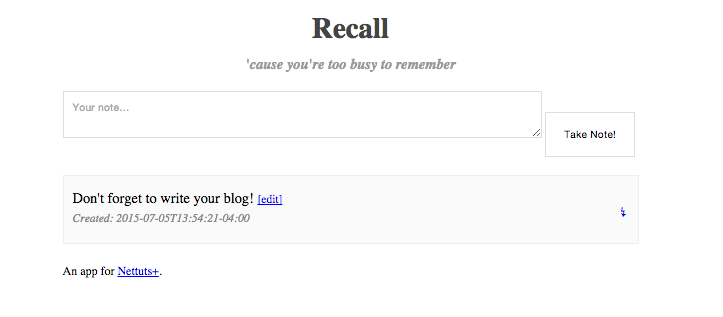 Recall
'cause you're too busy to remember
Your note...
Take Note!
Don't forget to write your blog! [edit]
Created: 2015-07-05T13:54:21-04:00
↯
An app for Nettuts+.